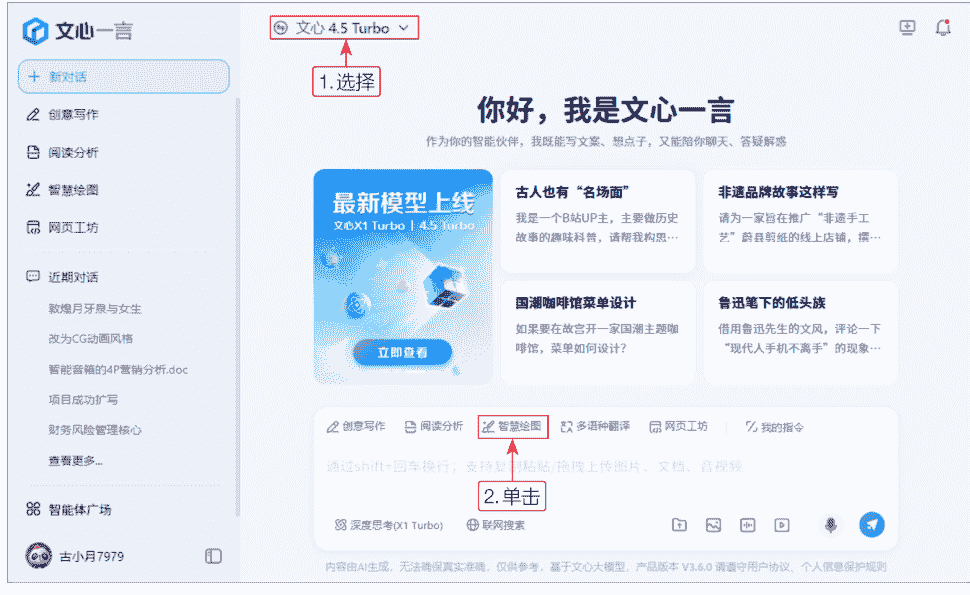 文心一言
新对话
创意写作
阅读分析
智慧绘图
网页工坊
近期对话
敦煌月牙泉与女生
改为CG动画风格
智能音箱的4P营销分析.doc
项目成功扩写
财务风险管理核心
查看更多...
智能体广场
古小月7979
文心 4.5 Turbo
1.选择
你好，我是文心一言
作为你的智能伙伴，我既能写文案、想点子，又能陪你聊天、答疑解惑
最新模型上线
文心X1 Turbo | 4.5 Turbo
立即查看
古人也有“名场面”
我是一个B站UP主，主要做历史
故事的趣味科普，请帮我构思…
非遗品牌故事这样写
请为一家旨在推广“非遗手工
艺”蔚县剪纸的线上店铺，撰…
国潮咖啡馆菜单设计
如果要在故宫开一家国潮主题咖
啡馆，菜单如何设计？
鲁迅笔下的低头族
借用鲁迅先生的文风，评论一下
“现代人手机不离手”的现象…
创意写作 阅读分析 智慧绘图 多语种翻译 网页工坊 我的指令
通过shift+回车换行；支持复制粘贴/拖拽上传图片、文档、音视频
2.单击
深度思考(X1 Turbo) 联网搜索
内容由AI生成，无法确保真实准确，仅供参考，基于文心大模型，产品版本 V3.6.0 请遵守用户协议、个人信息保护规则